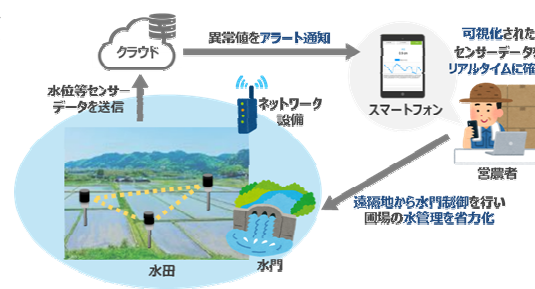 クラウド
異常値をアラート通知
可視化された
センサーデータを
リアルタイムに確
水位等センサー
データを送信
ネットワーク
設備
スマートフォン
営農者
遠隔地から水門制御を行い
圃場の水管理を省力化
水田
水門